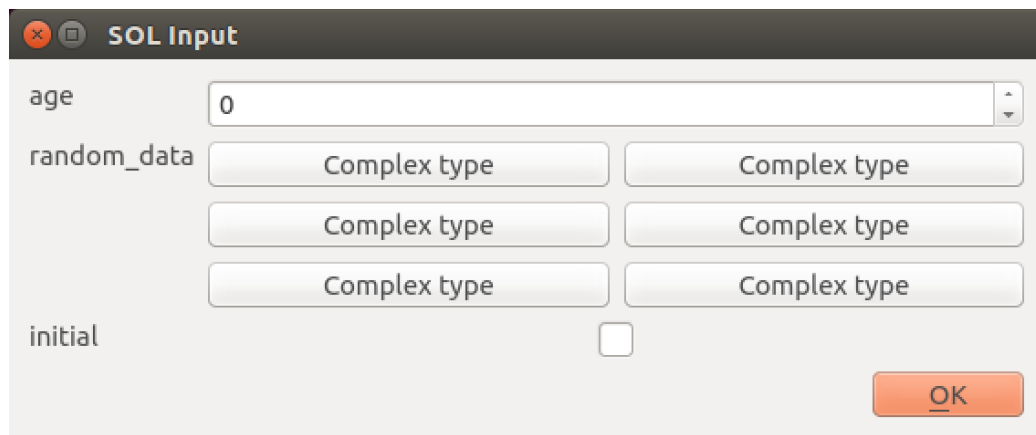 SOL Input
age 0
random_data Complex type Complex type
Complex type Complex type
Complex type Complex type
initial
OK